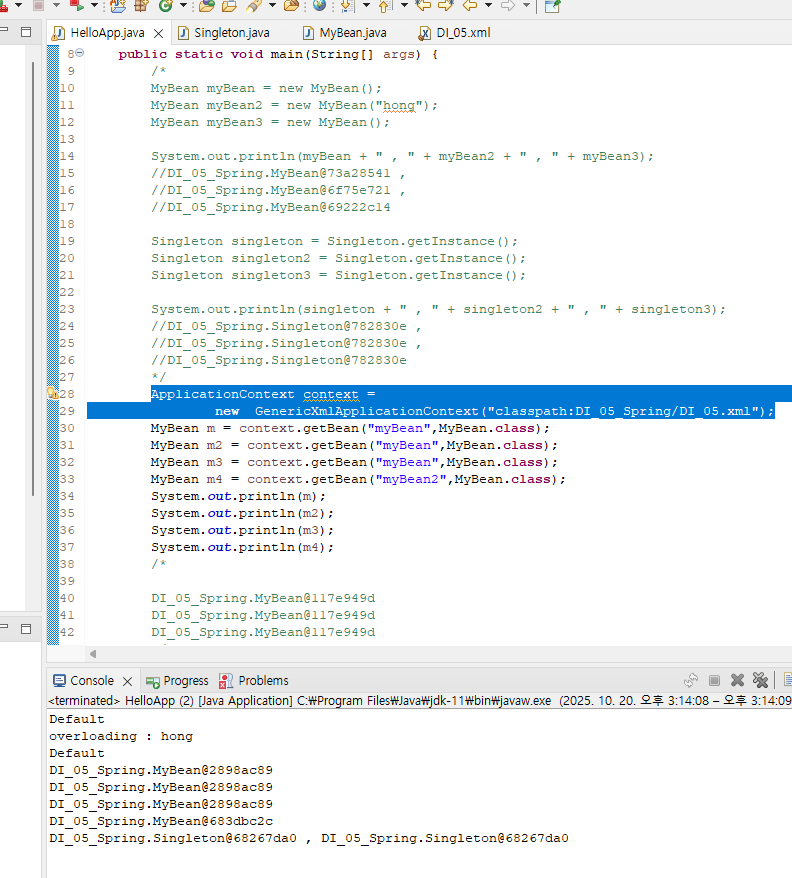 HelloApp.java
Singleton.java
MyBean.java
DI_05.xml
8 public static void main(String[] args) {
9 /*
10 MyBean myBean = new MyBean();
11 MyBean myBean2 = new MyBean("hong");
12 MyBean myBean3 = new MyBean();
13
14 System.out.println(myBean + " , " + myBean2 + " , " + myBean3);
15 //DI_05_Spring.MyBean@73a28541 ,
16 //DI_05_Spring.MyBean@6f75e721 ,
17 //DI_05_Spring.MyBean@69222c14
18
19 Singleton singleton = Singleton.getInstance();
20 Singleton singleton2 = Singleton.getInstance();
21 Singleton singleton3 = Singleton.getInstance();
22
23 System.out.println(singleton + " , " + singleton2 + " , " + singleton3);
24 //DI_05_Spring.Singleton@782830e ,
25 //DI_05_Spring.Singleton@782830e ,
26 //DI_05_Spring.Singleton@782830e
27 */
28 ApplicationContext context =
29 new GenericXmlApplicationContext("classpath:DI_05_Spring/DI_05.xml");
30 MyBean m = context.getBean("myBean",MyBean.class);
31 MyBean m2 = context.getBean("myBean",MyBean.class);
32 MyBean m3 = context.getBean("myBean",MyBean.class);
33 MyBean m4 = context.getBean("myBean2",MyBean.class);
34 System.out.println(m);
35 System.out.println(m2);
36 System.out.println(m3);
37 System.out.println(m4);
38 /*
39
40 DI_05_Spring.MyBean@117e949d
41 DI_05_Spring.MyBean@117e949d
42 DI_05_Spring.MyBean@117e949d
Console
Progress
Problems
<terminated> HelloApp (2) [Java Application] C:₩Program Files₩Java₩jdk-11₩bin₩javaw.exe (2025. 10. 20. 오후 3:14:08 – 오후 3:14:09
Default
overloading : hong
Default
DI_05_Spring.MyBean@2898ac89
DI_05_Spring.MyBean@2898ac89
DI_05_Spring.MyBean@2898ac89
DI_05_Spring.MyBean@683dbc2c
DI_05_Spring.Singleton@68267da0 , DI_05_Spring.Singleton@68267da0